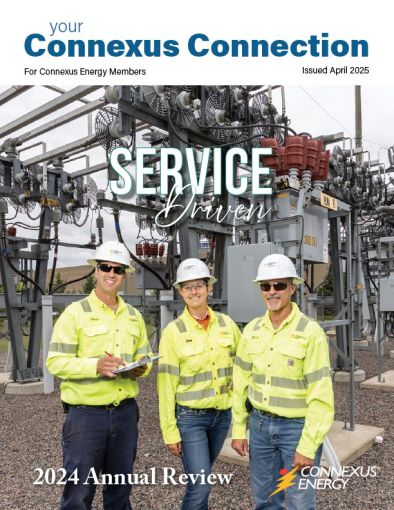 your
Connexus Connection
For Connexus Energy Members
Issued April 2025
SERVICE
Driven
2024 Annual Review
CONNEXUS
ENERGY